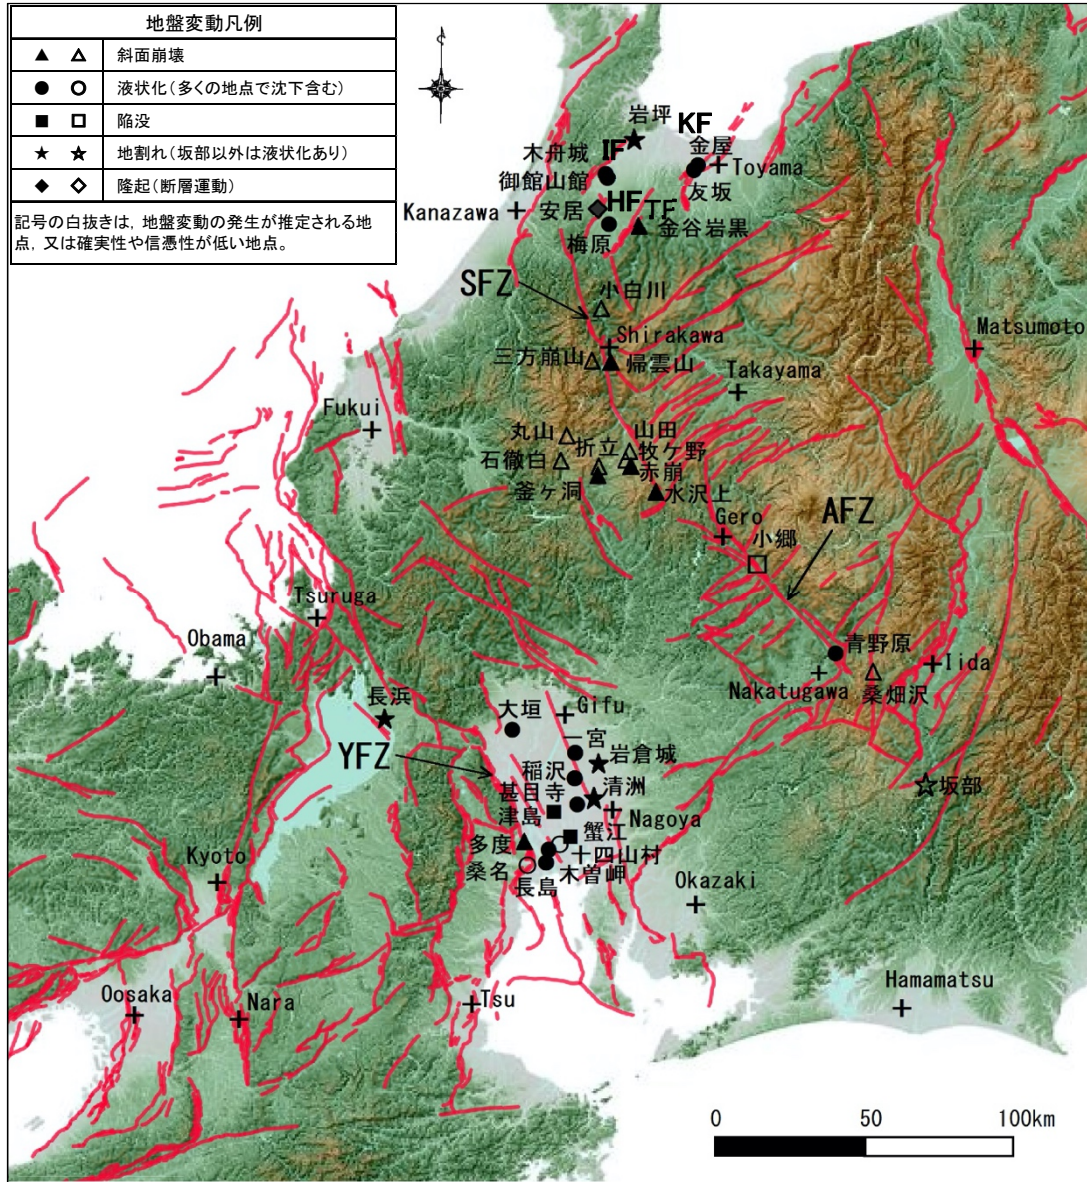 地盤変動凡例
▲ △ 斜面崩壊
● ○ 液状化(多くの地点で沈下含む)
■ □ 陥没
★ ☆ 地割れ(坂部以外は液状化あり)
◆ ◇ 隆起(断層運動)
記号の白抜きは, 地盤変動の発生が推定される地
点, 又は確実性や信憑性が低い地点。
岩坪
KF
金屋
木舟城
IF
Toyama
御館山館
友坂
Kanazawa
安居
HF
TF
金谷岩黒
梅原
SFZ
小白川
Shirakawa
Matsumoto
三方崩山
帰雲山
Takayama
Fukui
丸山
折立
山田
石徹白
牧ケ野
赤崩
釜ヶ洞
水沢上
Gero
AFZ
小郷
Tsuruga
Obama
青野原
Iida
Nakatugawa
桑畑沢
長浜
大垣
Gifu
一宮
YFZ
岩倉城
稲沢
清洲
坂部
甚目寺
津島
Nagoya
蟹江
多度
十四山村
桑名
木曽岬
長島
Kyoto
Okazaki
Hamamatsu
Oosaka
Nara
Tsu
0 50 100km